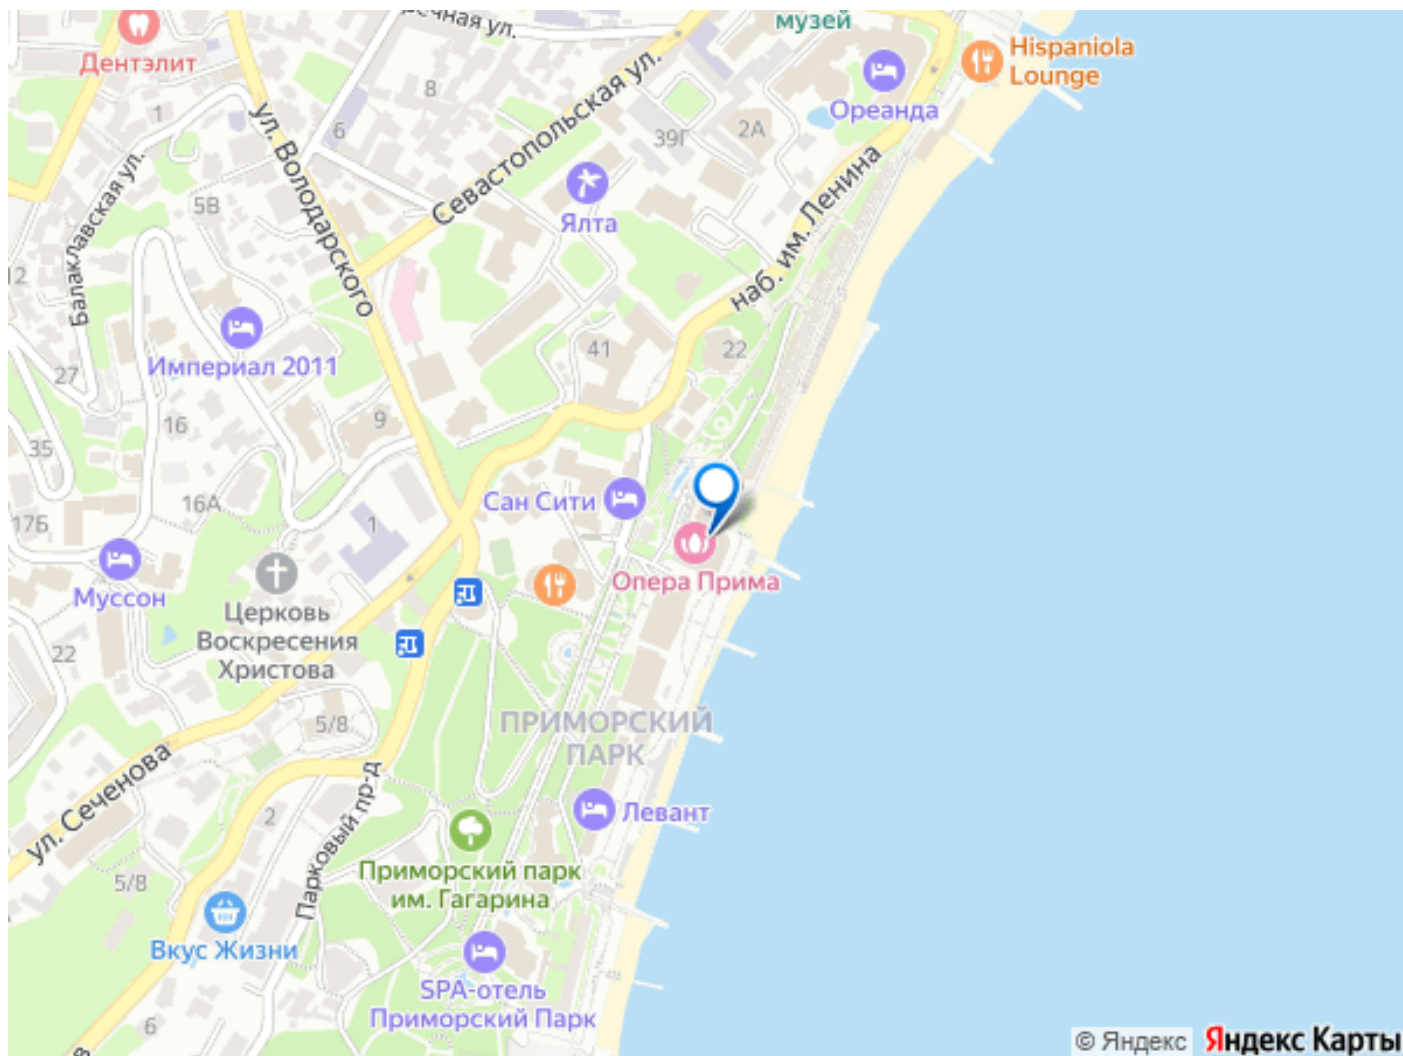 музей
Дентэлит
Hispaniola
Lounge
8
Ореанда
1
6
39Г
2А
ул. Володарского
Севастопольская ул.
Балаклавская ул.
5В
Ялта
наб. им. Ленина
12
Империал 2011
41
22
27
16
9
35
16А
Сан Сити
17Б
1
Опера Прима
Муссон
Церковь
Воскресения
Христова
22
5/8
ПРИМОРСКИЙ
ПАРК
ул. Сеченова
Парковый пр-д
2
Левант
5/8
Приморский парк
им. Гагарина
Вкус Жизни
SPA-отель
Приморский Парк
6
© Яндекс Яндекс Карты